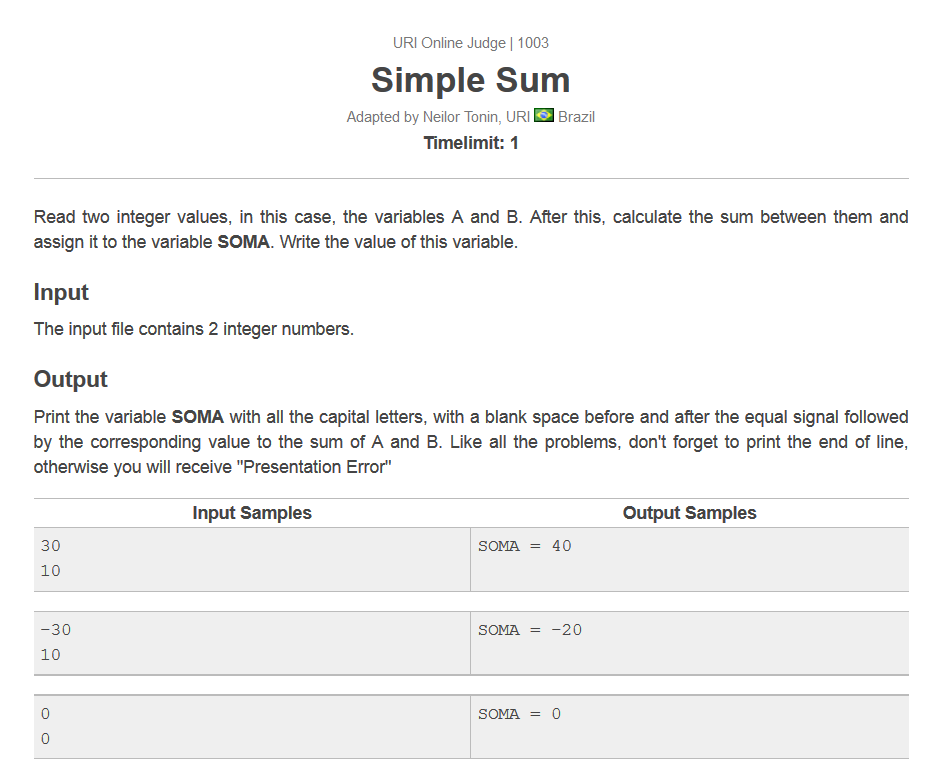 URI Online Judge | 1003
Simple Sum
Adapted by Neilor Tonin, URI Brazil
Timelimit: 1
Read two integer values, in this case, the variables A and B. After this, calculate the sum between them and
assign it to the variable SOMA. Write the value of this variable.
Input
The input file contains 2 integer numbers.
Output
Print the variable SOMA with all the capital letters, with a blank space before and after the equal signal followed
by the corresponding value to the sum of A and B. Like all the problems, don't forget to print the end of line,
otherwise you will receive "Presentation Error"
Input Samples Output Samples
30 SOMA = 40
10
-30 SOMA = -20
10
0 SOMA = 0
0